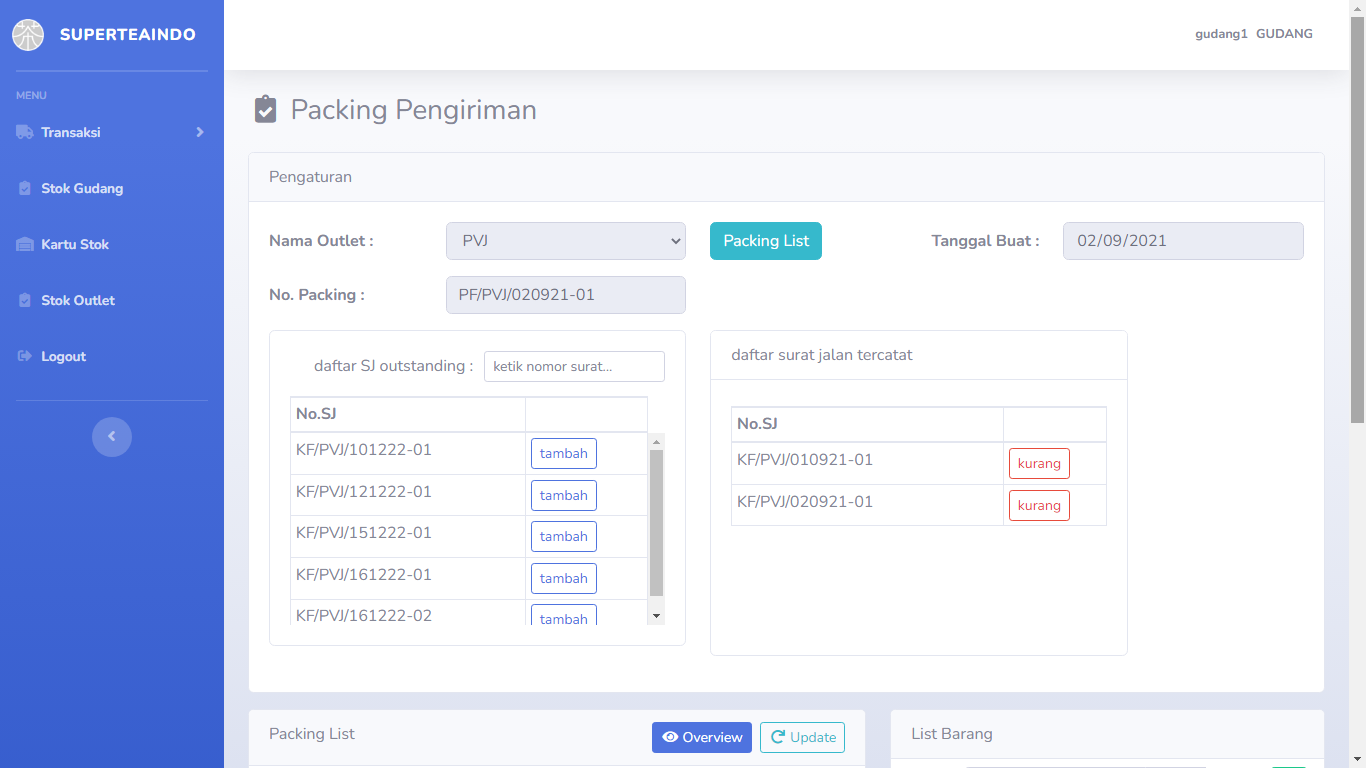 SUPERTEAINDO
gudang1 GUDANG
MENU
Transaksi
Stok Gudang
Kartu Stok
Stok Outlet
Logout
Packing Pengiriman
Pengaturan
Nama Outlet : PVJ Packing List Tanggal Buat : 02/09/2021
No. Packing : PF/PVJ/020921-01
daftar SJ outstanding : ketik nomor surat...
No.SJ
KF/PVJ/101222-01 tambah
KF/PVJ/121222-01 tambah
KF/PVJ/151222-01 tambah
KF/PVJ/161222-01 tambah
KF/PVJ/161222-02 tambah
daftar surat jalan tercatat
No.SJ
KF/PVJ/010921-01 kurang
KF/PVJ/020921-01 kurang
Packing List Overview Update
List Barang